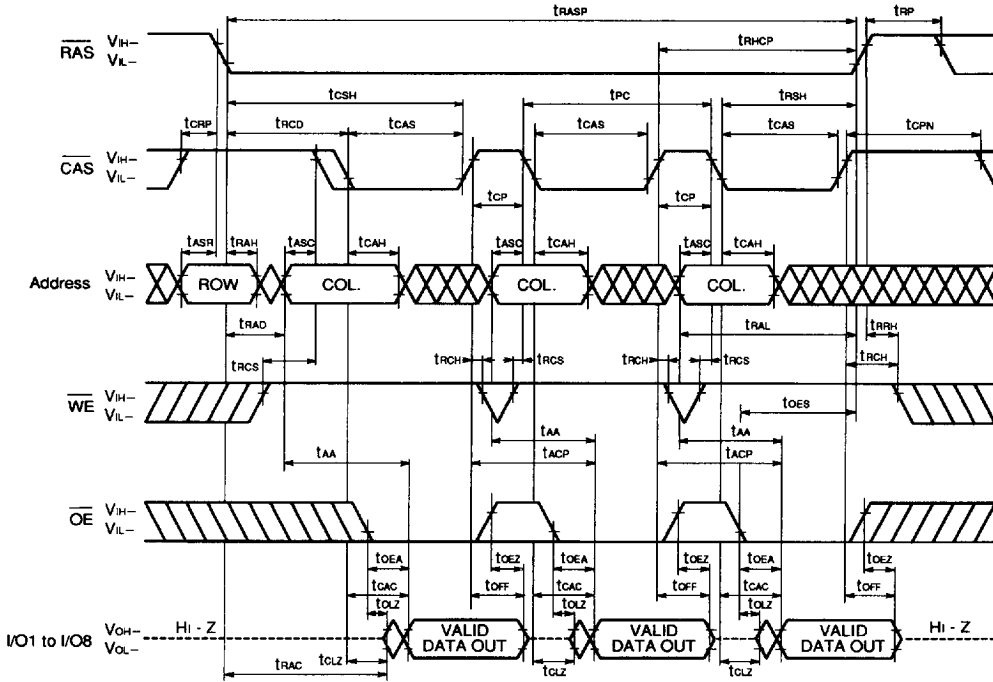 tRASP
tRP
RAS
VIH–
VIL–
tRHCP
tCSH
tPC
tRSH
tCRP
tRCD
tCAS
tCAS
tCAS
tCPN
CAS
VIH–
VIL–
tCP
tCP
tASR
tRAH
tASC
tCAH
tASC
tCAH
tASC
tCAH
Address
VIH–
VIL–
ROW
COL.
COL.
COL.
tRAD
tRAL
tRRH
tRCS
tRCH
tRCS
tRCH
tRCS
tRCH
WE
VIH–
VIL–
tOES
tAA
tAA
tAA
tACP
tACP
OE
VIH–
VIL–
tOEA
tOEZ
tOEA
tOEZ
tOEA
tOEZ
tCAC
tOFF
tCAC
tOFF
tCAC
tOFF
tOLZ
tOLZ
tOLZ
I/O1 to I/O8
VOH–
VOL–
HI - Z
VALID
DATA OUT
VALID
DATA OUT
VALID
DATA OUT
HI - Z
tRAC
tCLZ
tCLZ
tCLZ